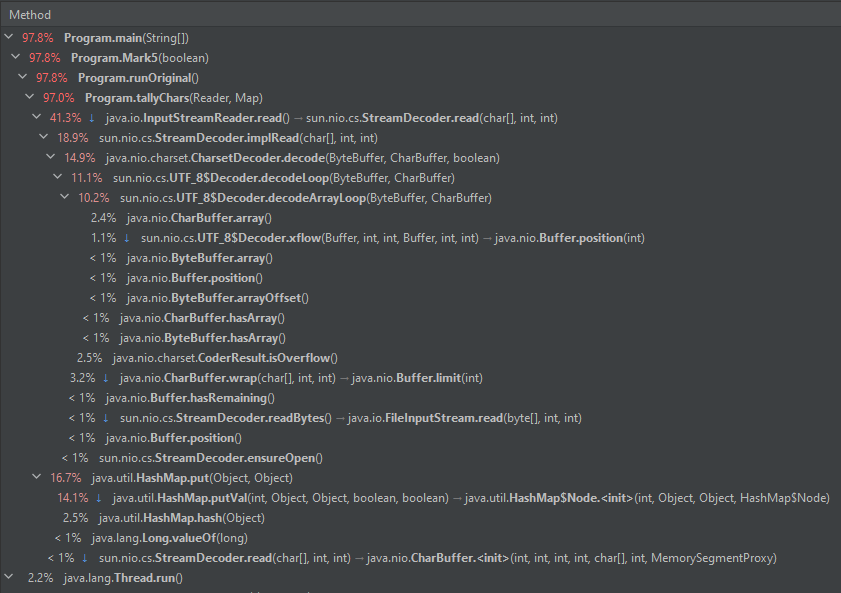 Method
97.8% Program.main(String[])
97.8% Program.Mark5(boolean)
97.8% Program.runOriginal()
97.0% Program.tallyChars(Reader, Map)
41.3% ↓ java.io.InputStreamReader.read() → sun.nio.cs.StreamDecoder.read(char[], int, int)
18.9% sun.nio.cs.StreamDecoder.implRead(char[], int, int)
14.9% java.nio.charset.CharsetDecoder.decode(ByteBuffer, CharBuffer, boolean)
11.1% sun.nio.cs.UTF_8$Decoder.decodeLoop(ByteBuffer, CharBuffer)
10.2% sun.nio.cs.UTF_8$Decoder.decodeArrayLoop(ByteBuffer, CharBuffer)
2.4% java.nio.CharBuffer.array()
1.1% ↓ sun.nio.cs.UTF_8$Decoder.xflow(Buffer, int, int, Buffer, int, int) → java.nio.Buffer.position(int)
< 1% java.nio.ByteBuffer.array()
< 1% java.nio.Buffer.position()
< 1% java.nio.ByteBuffer.arrayOffset()
< 1% java.nio.CharBuffer.hasArray()
< 1% java.nio.ByteBuffer.hasArray()
2.5% java.nio.charset.CoderResult.isOverflow()
3.2% ↓ java.nio.CharBuffer.wrap(char[], int, int) → java.nio.Buffer.limit(int)
< 1% java.nio.Buffer.hasRemaining()
< 1% ↓ sun.nio.cs.StreamDecoder.readBytes() → java.io.FileInputStream.read(byte[], int, int)
< 1% java.nio.Buffer.position()
< 1% sun.nio.cs.StreamDecoder.ensureOpen()
16.7% java.util.HashMap.put(Object, Object)
14.1% ↓ java.util.HashMap.putVal(int, Object, Object, boolean, boolean) → java.util.HashMap$Node.<init>(int, Object, Object, HashMap$Node)
2.5% java.util.HashMap.hash(Object)
< 1% java.lang.Long.valueOf(long)
< 1% ↓ sun.nio.cs.StreamDecoder.read(char[], int, int) → java.nio.CharBuffer.<init>(int, int, int, int, char[], int, MemorySegmentProxy)
2.2% java.lang.Thread.run()